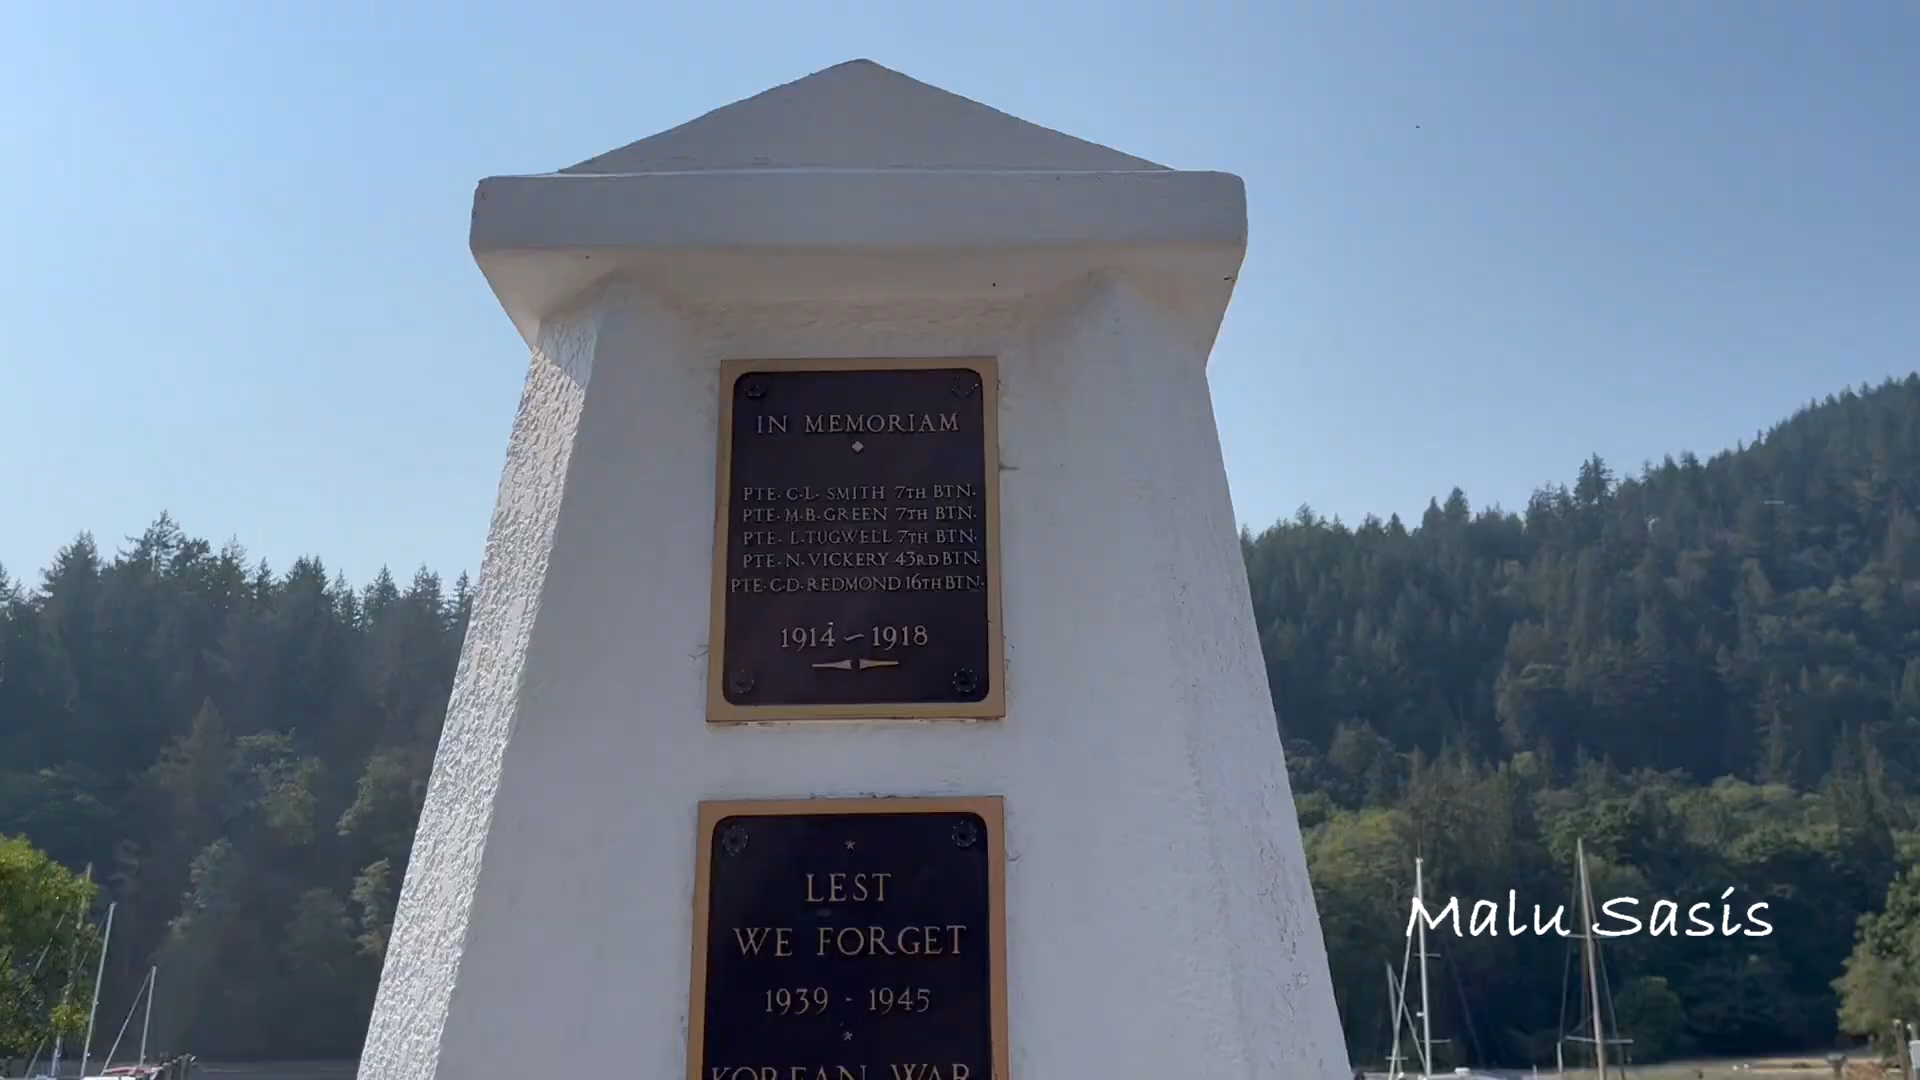 IN MEMORIAM
PTE. C.L. SMITH 7TH BTN.
PTE. M.B. GREEN 7TH BTN.
PTE. L. TUGWELL 7TH BTN.
PTE. N. VICKERY 43RD BTN.
PTE. C.D. REDMOND 16TH BTN.
1914 ~ 1918
LEST
WE FORGET
1939 - 1945
KOREAN WAR
Malu Sasis